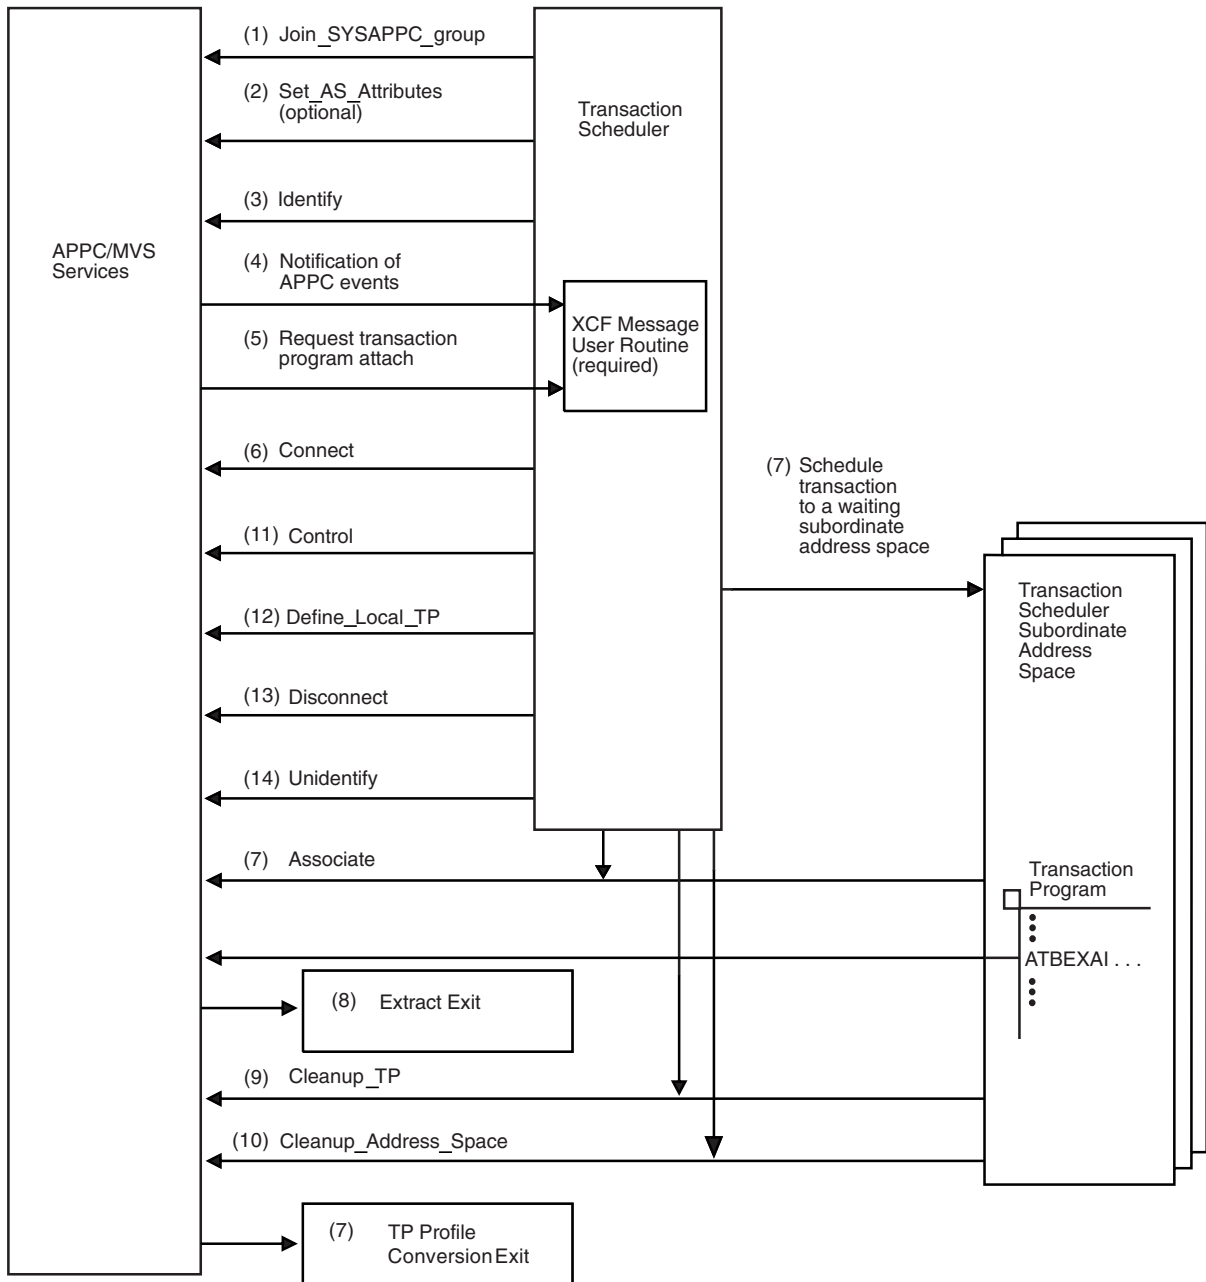 (1) Join_SYSAPPC_group
(2) Set_AS_Attributes
(optional)
Transaction
Scheduler
(3) Identify
APPC/MVS
Services
(4) Notification of
APPC events
XCF Message
User Routine
(required)
(5) Request transaction
program attach
(6) Connect
(7) Schedule
transaction
to a waiting
subordinate
address space
(11) Control
(12) Define_Local_TP
Transaction
Scheduler
Subordinate
Address
Space
(13) Disconnect
(14) Unidentify
(7) Associate
Transaction
Program
ATBEXAI . . .
(8) Extract Exit
(9) Cleanup_TP
(10) Cleanup_Address_Space
(7) TP Profile
Conversion Exit